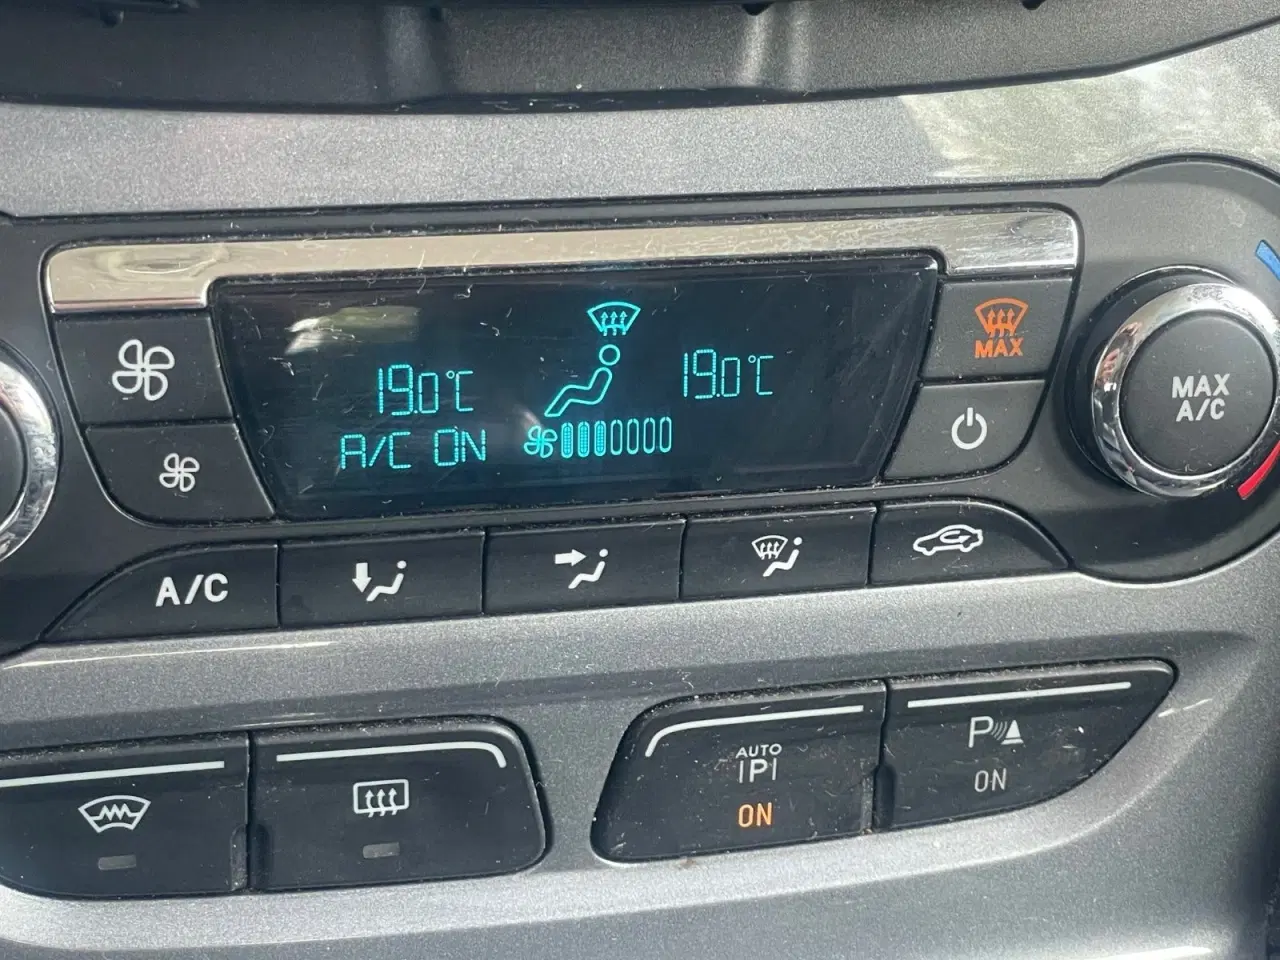 19.0°C 19.0°C
A/C ON
MAX
MAX
A/C
A/C
AUTO
P
ON
P
ON